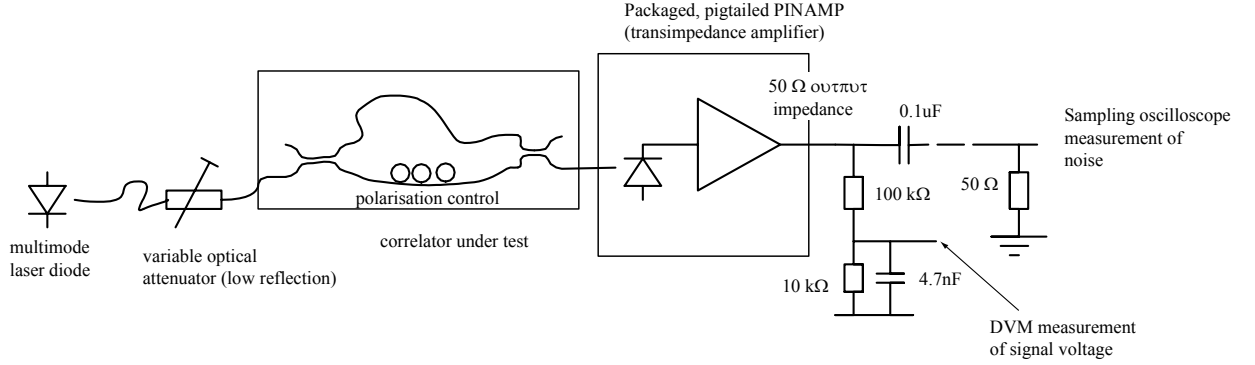 Packaged, pigtailed PINAMP
(transimpedance amplifier)
50 Ω ουτπυτ
impedance
0.1uF
Sampling oscilloscope
measurement of
noise
100 kΩ
50 Ω
polarisation control
multimode
laser diode
variable optical
attenuator (low reflection)
correlator under test
10 kΩ
4.7nF
DVM measurement
of signal voltage